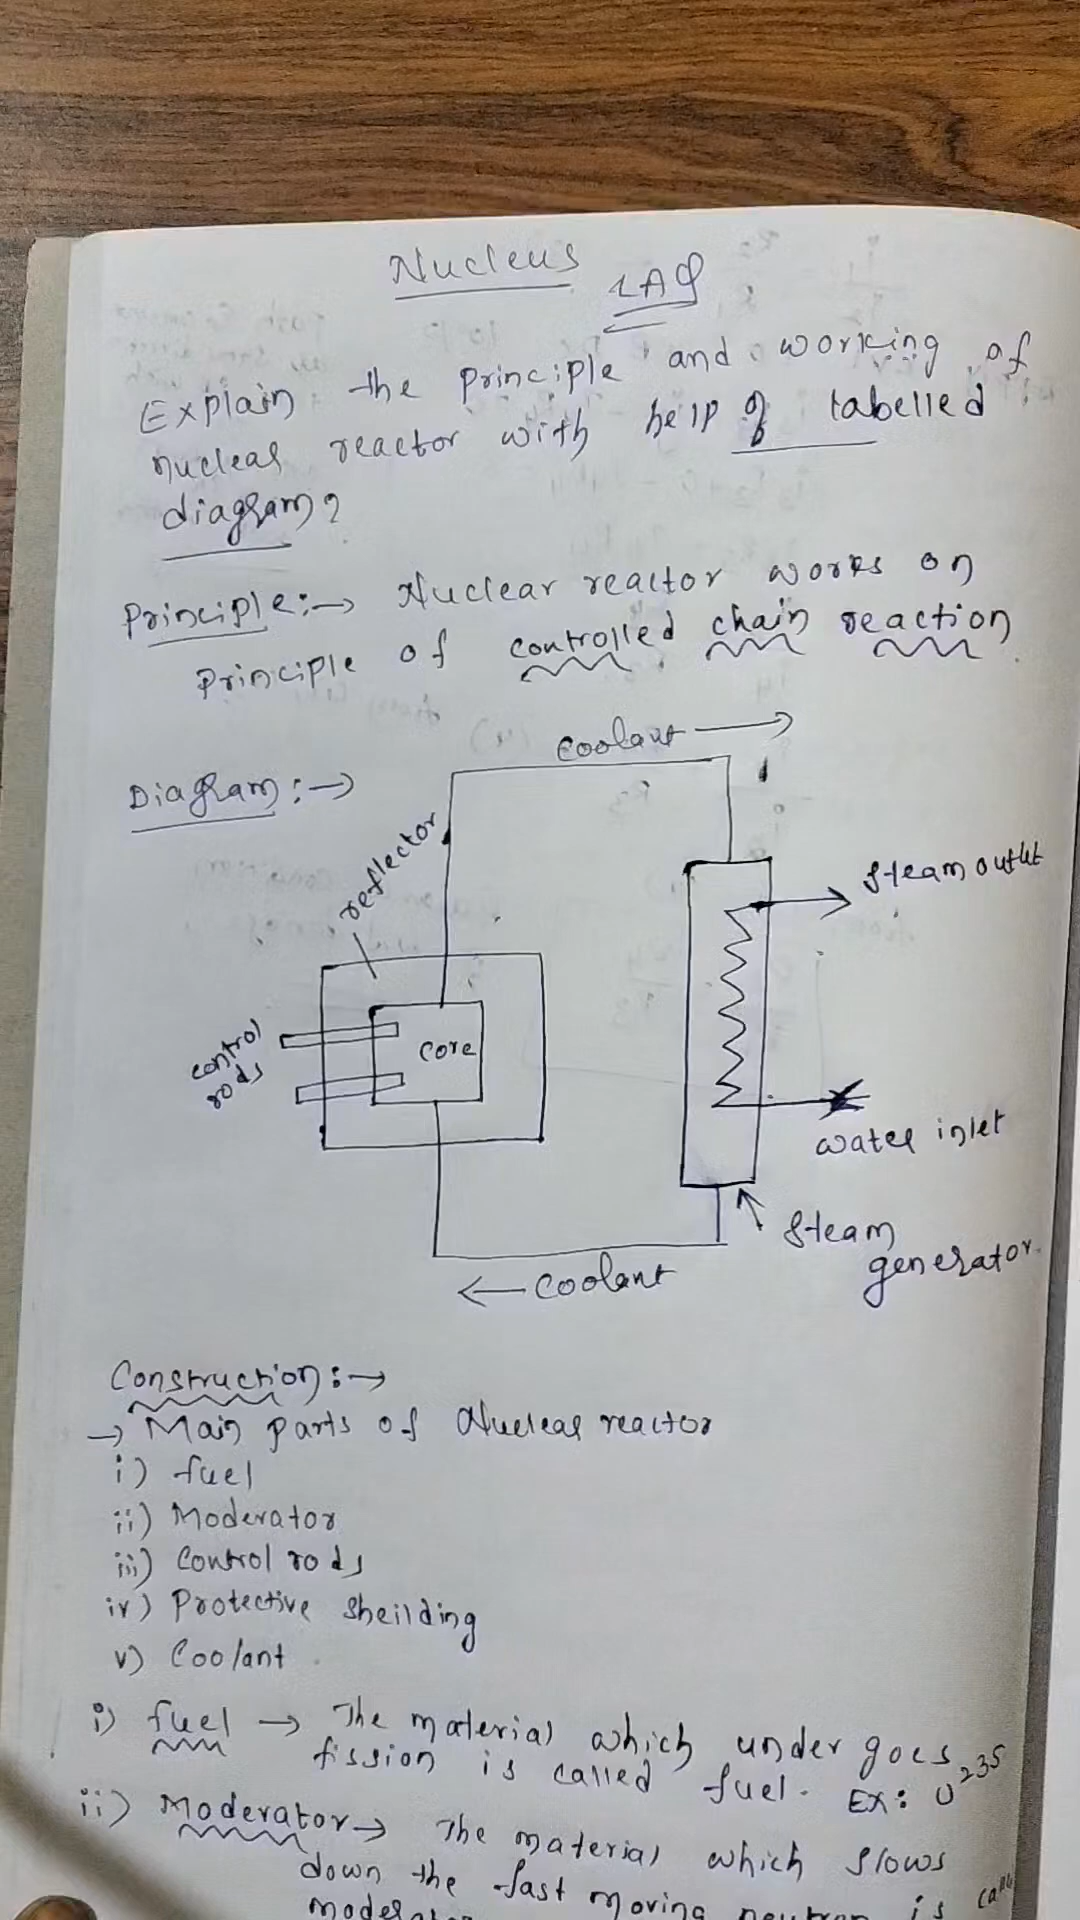 Nucleus
LAQ
Explain the principle and working of
nuclear reactor with help of labelled
diagram?
Principle:→ Nuclear reactor works on
principle of controlled chain reaction.
Coolant →
Diagram:→
reflector
steam outlet
control
rods
Core
water inlet
steam
generator.
← Coolant
Construction:→
→ Main parts of Nuclear reactor
i) fuel
ii) Moderator
iii) Control rods
iv) Protective sheilding
v) Coolant
i) fuel → The material which undergoes
fission is called fuel. Ex: U235
ii) Moderator → The material which slows
down the fast moving neutron is